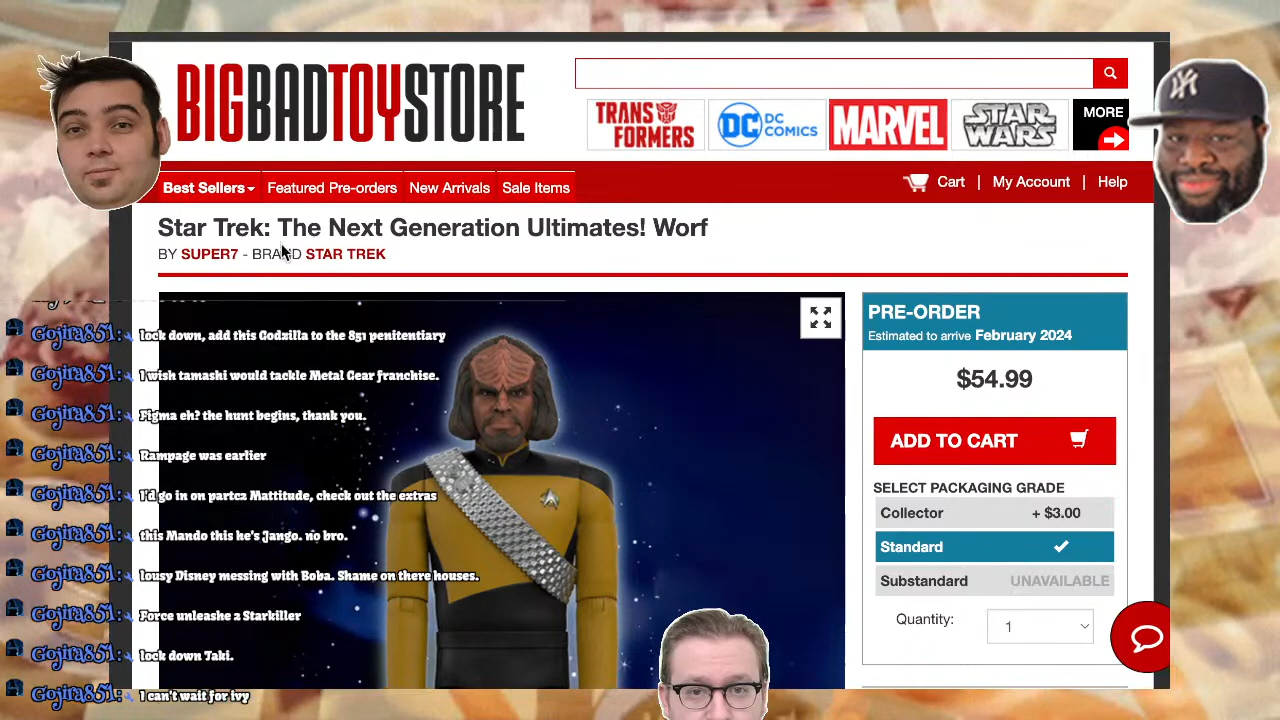 BIGBADTOYSTORE
TRANSFORMERS
DC DC COMICS
MARVEL
STAR WARS
MORE
Best Sellers
Featured Pre-orders
New Arrivals
Sale Items
Cart | My Account | Help
Star Trek: The Next Generation Ultimates! Worf
BY SUPER7 - BRAND STAR TREK
PRE-ORDER
Estimated to arrive February 2024
$54.99
ADD TO CART
SELECT PACKAGING GRADE
Collector + $3.00
Standard
Substandard UNAVAILABLE
Quantity: 1
Gojira851: lock down, add this Godzilla to the 851 penitentiary
Gojira851: I wish tamashi would tackle Metal Gear franchise.
Gojira851: Figma eh? the hunt begins, thank you.
Gojira851: Rampage was earlier
Gojira851: I'd go in on part2 Mattitude, check out the extras
Gojira851: this Mando this he's Jango. no bro.
Gojira851: lousy Disney messing with Boba. Shame on there houses.
Gojira851: Force unleashe 2 Starkiller
Gojira851: lock down Taki.
Gojira851: I can't wait for ivy